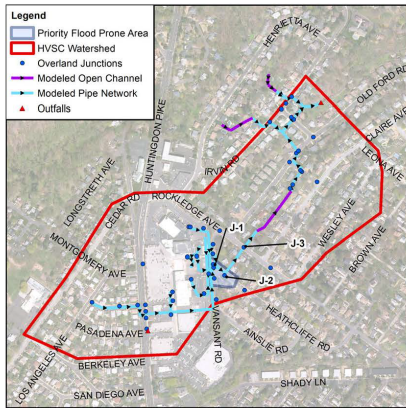 Legend
Priority Flood Prone Area
HVSC Watershed
Overland Junctions
Modeled Open Channel
Modeled Pipe Network
Outfalls
HENRIETTA AVE
OLD FORD RD
CLAIRE AVE
LEONA AVE
HUNTINGDON PIKE
IRVIN RD
LONGSTRETH AVE
CEDAR RD
ROCKLEDGE AVE
J-1
WESLEY AVE
MONTGOMERY AVE
J-3
BROWN AVE
J-2
VANSANT RD
HEATHCLIFFE RD
PASADENA AVE
AINSLIE RD
LOS ANGELES AVE
BERKELEY AVE
SHADY LN
SAN DIEGO AVE